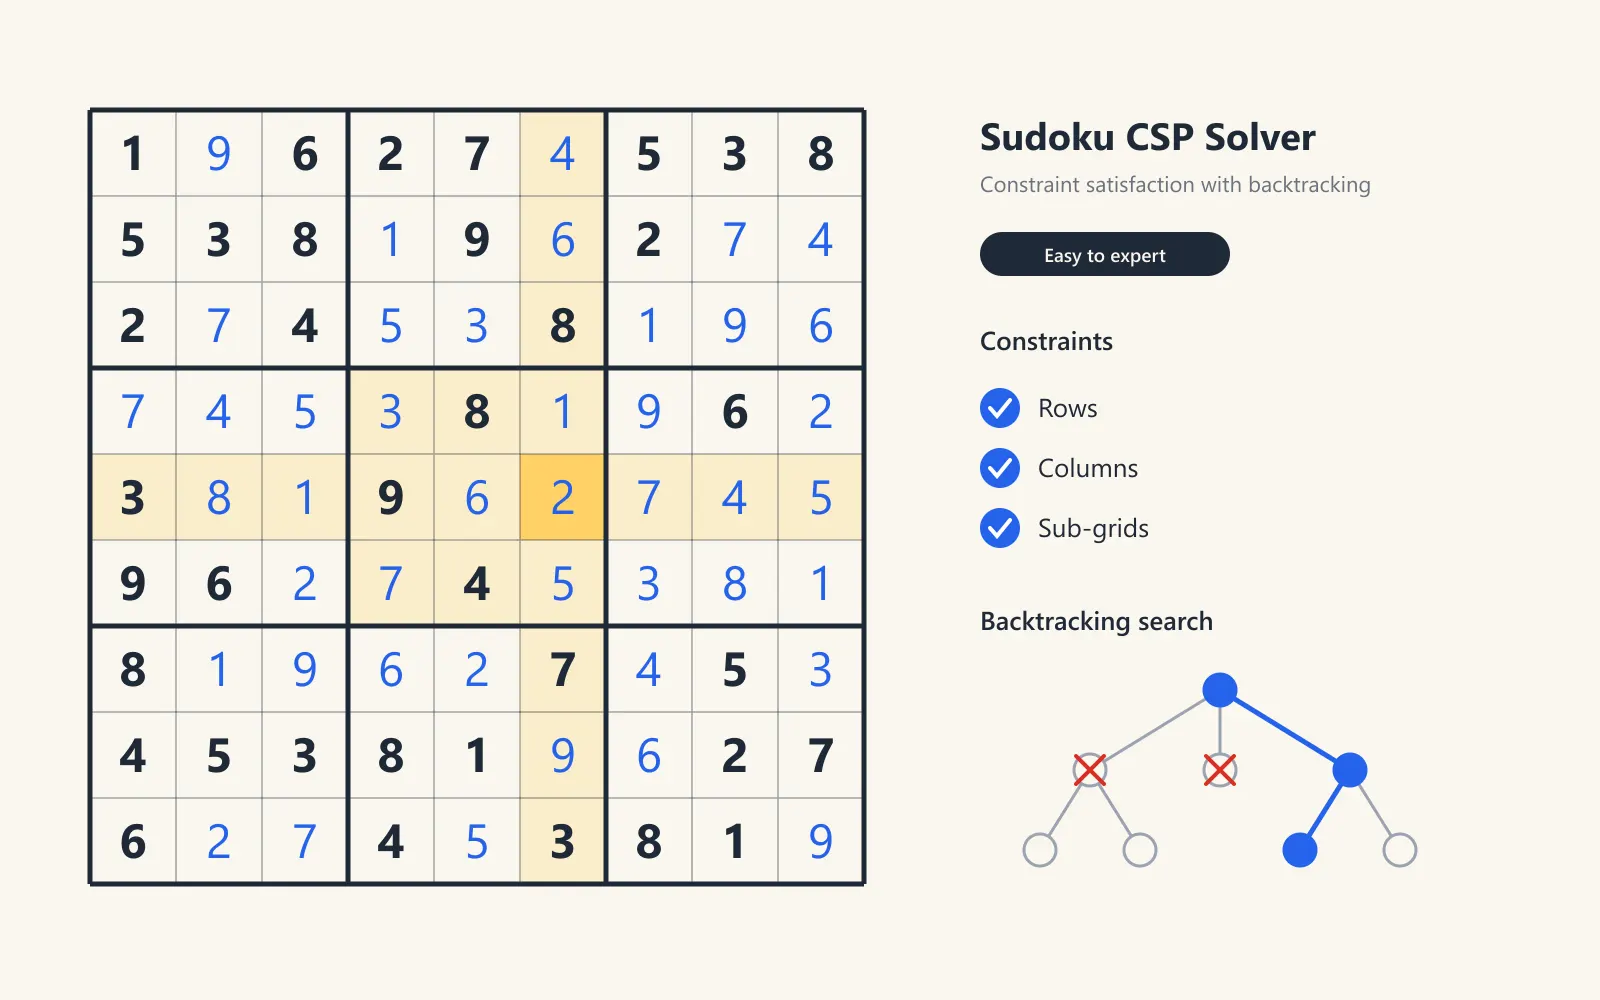 1 9 6 2 7 4 5 3 8
5 3 8 1 9 6 2 7 4
2 7 4 5 3 8 1 9 6
7 4 5 3 8 1 9 6 2
3 8 1 9 6 2 7 4 5
9 6 2 7 4 5 3 8 1
8 1 9 6 2 7 4 5 3
4 5 3 8 1 9 6 2 7
6 2 7 4 5 3 8 1 9
Sudoku CSP Solver
Constraint satisfaction with backtracking
Easy to expert
Constraints
Rows
Columns
Sub-grids
Backtracking search